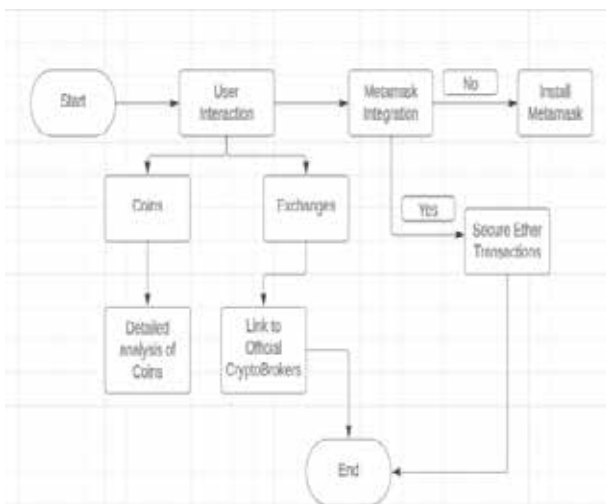 Start
User
Interaction
Metamask
Integration
No
Install
Metamask
Coins
Exchanges
Yes
Secure Ether
Transactions
Detailed
analysis of
Coins
Link to
Official
CryptoBrokers
End